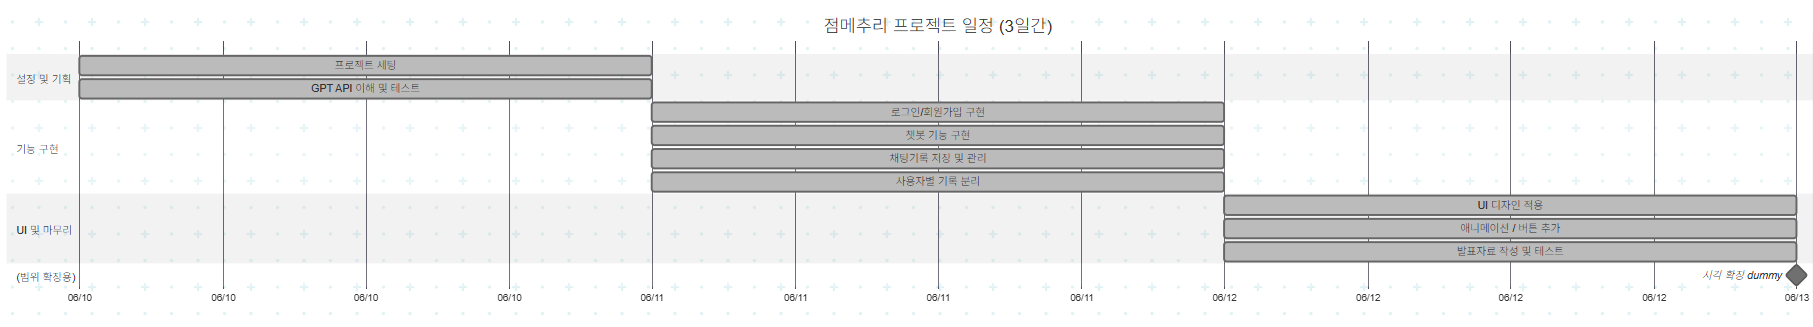 점메추리 프로젝트 일정 (3일간)
설정 및 기획
프로젝트 세팅
GPT API 이해 및 테스트
기능 구현
로그인/회원가입 구현
챗봇 기능 구현
채팅기록 저장 및 관리
사용자별 기록 분리
UI 및 마무리
UI 디자인 적용
애니메이션 / 버튼 추가
발표자료 작성 및 테스트
(범위 확장용)
시각 확장 dummy
06/10 06/10 06/10 06/10 06/11 06/11 06/11 06/11 06/12 06/12 06/12 06/12 06/13